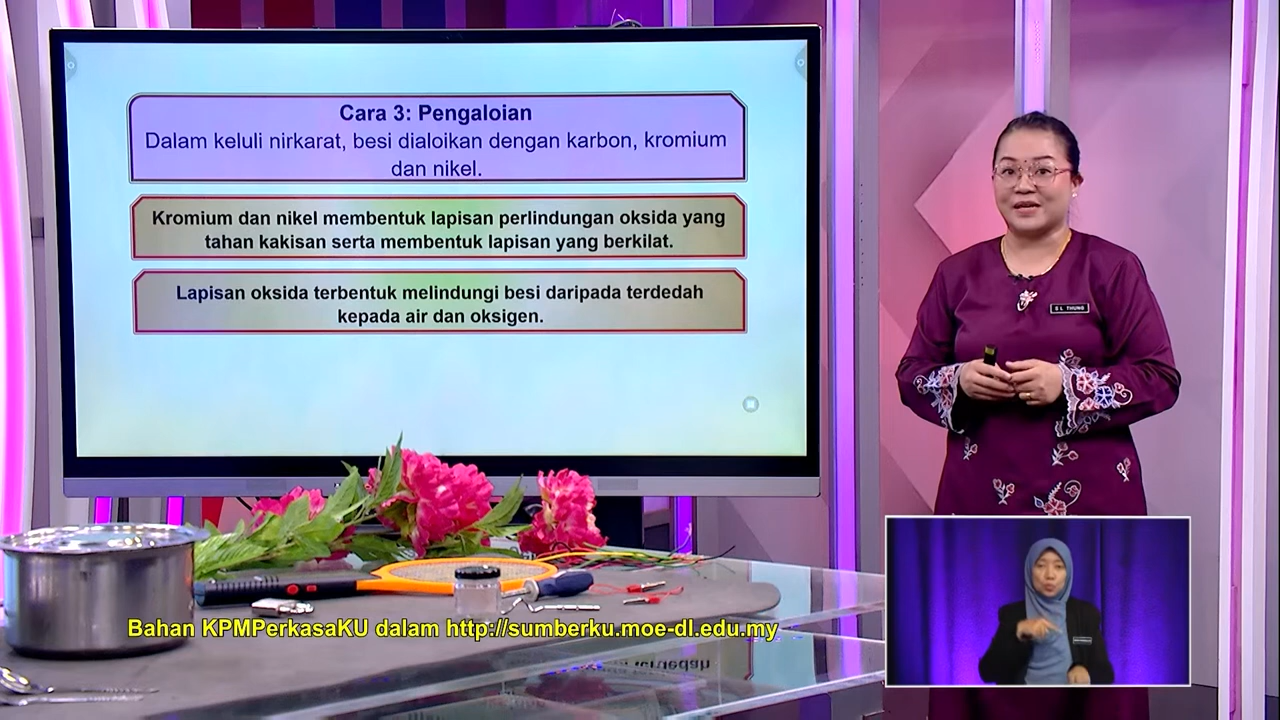 Cara 3: Pengaloian
Dalam keluli nirkarat, besi dialoikan dengan karbon, kromium
dan nikel.
Kromium dan nikel membentuk lapisan perlindungan oksida yang
tahan kakisan serta membentuk lapisan yang berkilat.
Lapisan oksida terbentuk melindungi besi daripada terdedah
kepada air dan oksigen.
S L THUNG
Bahan KPMPerkasaKU dalam http://sumberku.moe-dl.edu.my